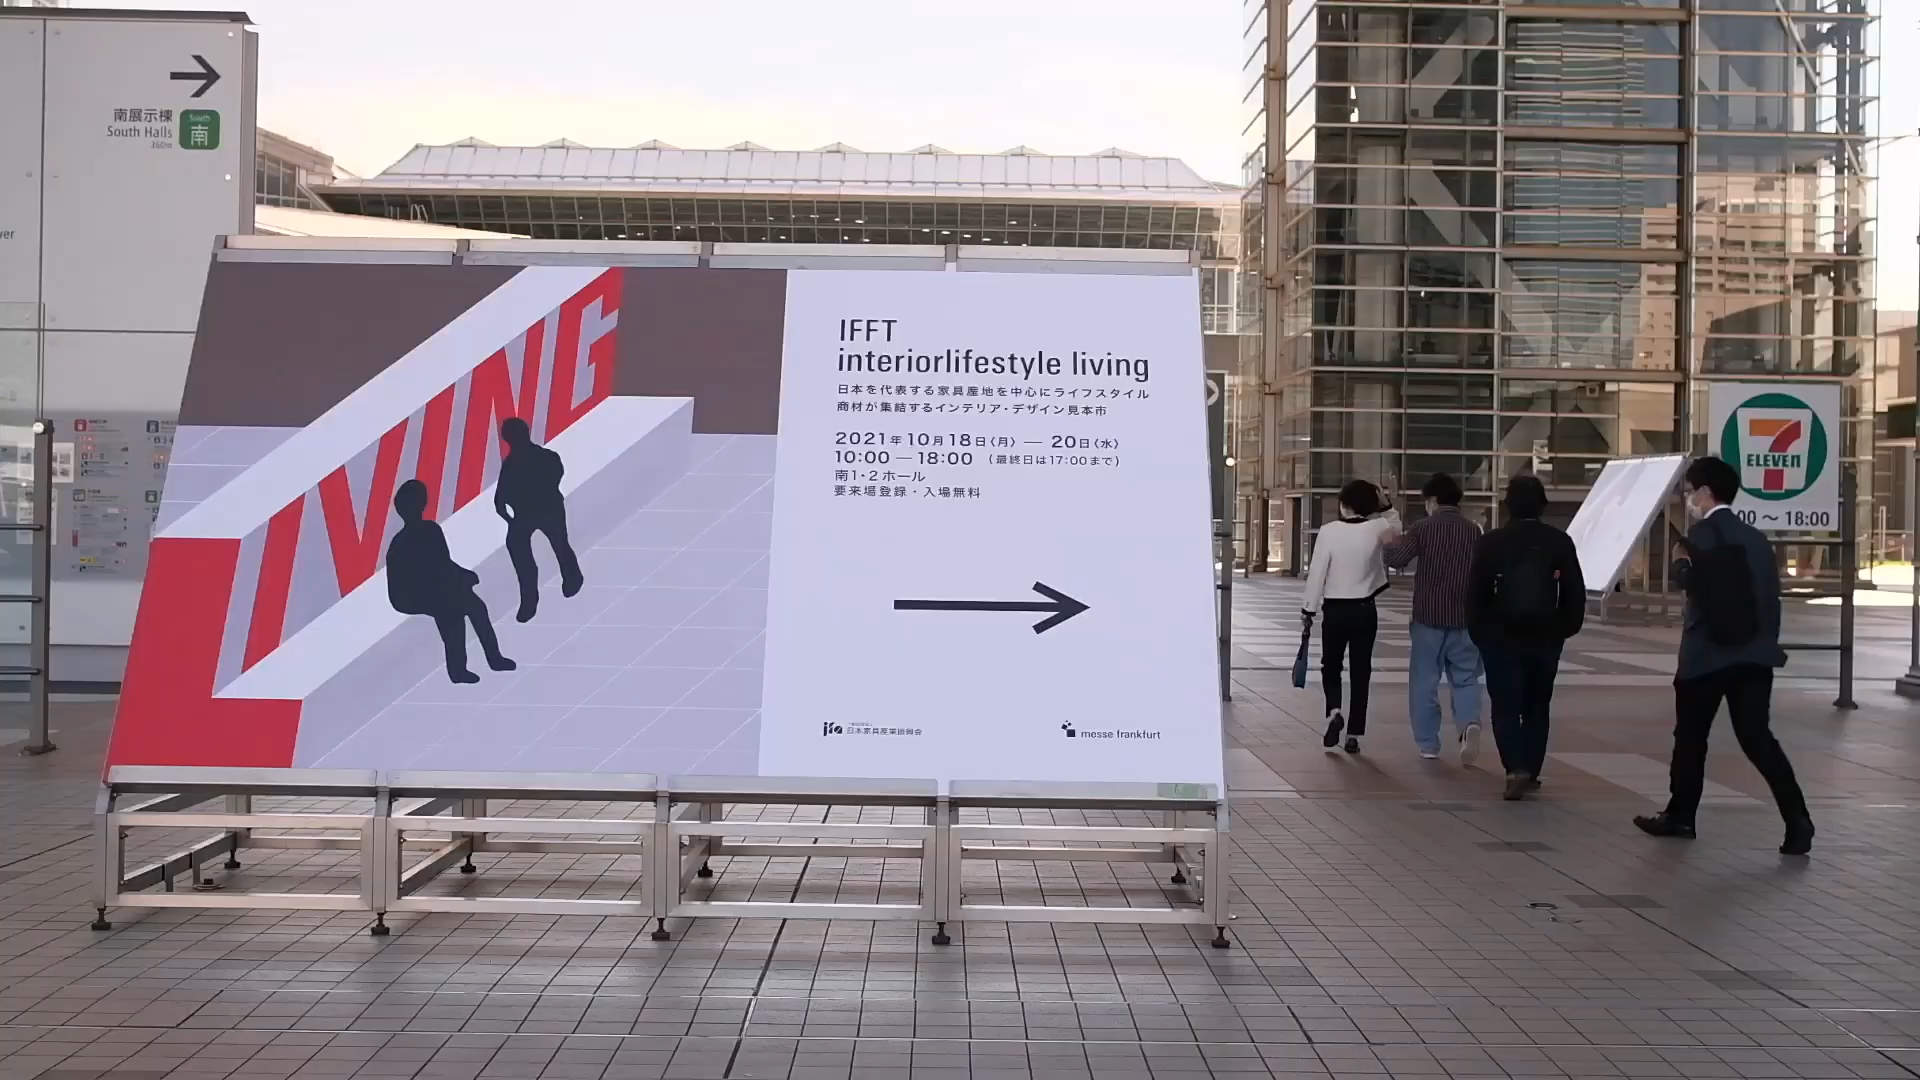 南展示棟
South Halls
360m
South
南
LIVING
IFFT
interiorlifestyle living
日本を代表する家具産地を中心にライフスタイル
商材が集結するインテリア・デザイン見本市
2021年10月18日〈月〉— 20日〈水〉
10:00 — 18:00 （最終日は17:00まで）
南1・2ホール
要来場登録・入場無料
日本家具産業振興会
messe frankfurt
7
ELEVEN
00 ～ 18:00